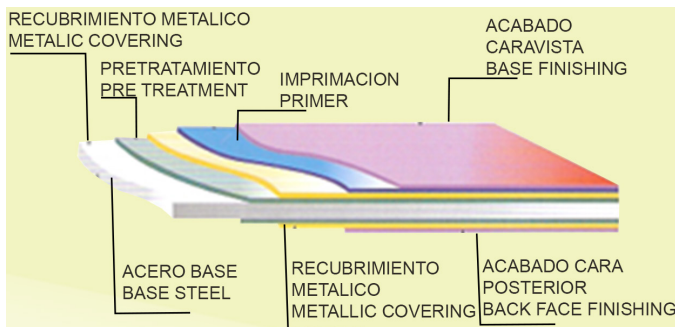 RECUBRIMIENTO METALICO
METALIC COVERING
PRETRATAMIENTO
PRE TREATMENT
IMPRIMACION
PRIMER
ACABADO
CARAVISTA
BASE FINISHING
ACERO BASE
BASE STEEL
RECUBRIMIENTO
METALICO
METALLIC COVERING
ACABADO CARA
POSTERIOR
BACK FACE FINISHING